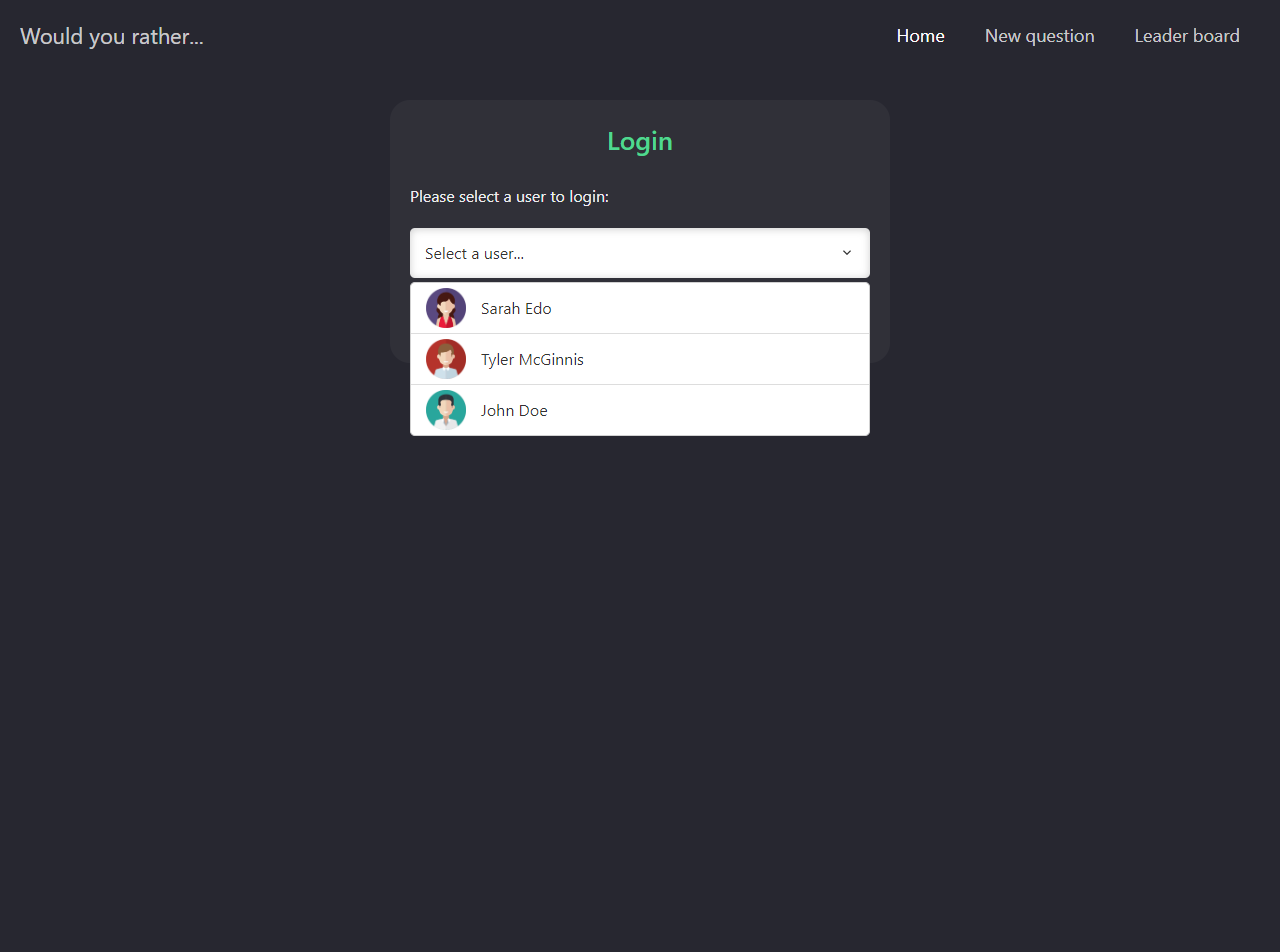 Would you rather...
Home
New question
Leader board
Login
Please select a user to login:
Select a user...
Sarah Edo
Tyler McGinnis
John Doe